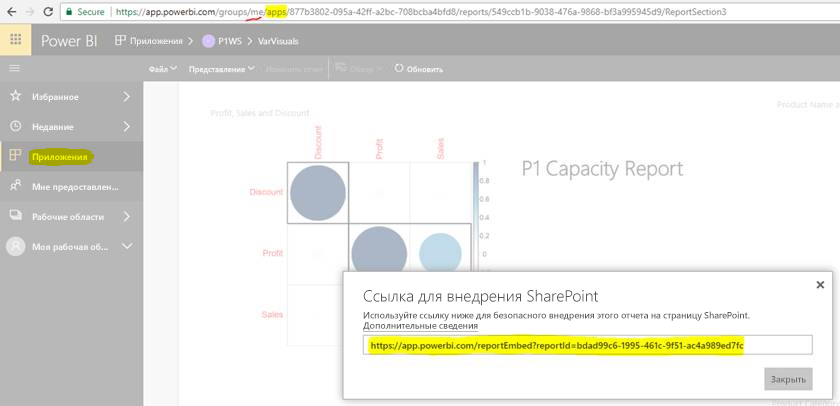 Secure https://app.powerbi.com/groups/me/apps/877b3802-095a-42ff-a2bc-708bcba4bfd8/reports/549ccb1b-9038-476a-9868-bf3a995945d9/ReportSection3
Power BI Приложения > P1WS > VarVisuals
Файл Представление Изменить отчет Обзор Обновить
Избранное
Недавние
Приложения
Мне предоставлен...
Рабочие области
Моя рабочая об...
Profit, Sales and Discount
Product Name a
Discount Profit Sales
Discount
Profit
Sales
1
0.8
0.6
0.4
0.2
0
P1 Capacity Report
Ссылка для внедрения SharePoint
Используйте ссылку ниже для безопасного внедрения этого отчета на страницу SharePoint.
Дополнительные сведения
https://app.powerbi.com/reportEmbed?reportId=bdad99c6-1995-461c-9f51-ac4a989ed7fc
Закрыть
Product Categor